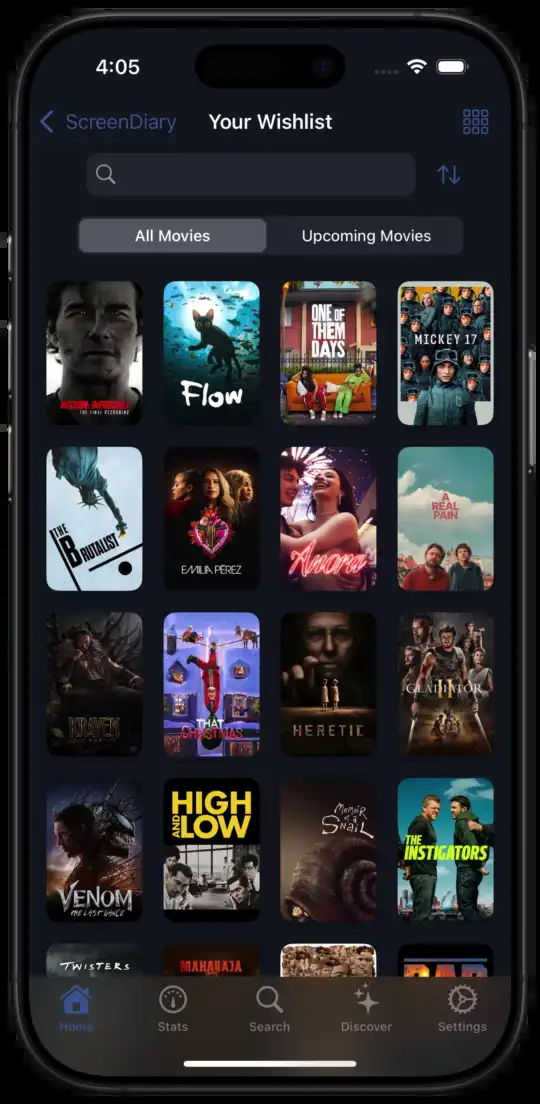 4:05
ScreenDiary
Your Wishlist
All Movies
Upcoming Movies
MISSION: IMPOSSIBLE
THE FINAL RECKONING
Flow
ONE OF
THEM
DAYS
MICKEY 17
THE
BRUTALIST
EMILIA PÉREZ
Anora
A
REAL
PAIN
KRAVEN
THAT
CHRISTMAS
HERETIC
GLADIATOR
II
VENOM
THE LAST DANCE
HIGH
AND
LOW
Memoir
of a
Snail
THE
INSTIGATORS
TWISTERS
MAHARAJA
Home
Stats
Search
Discover
Settings